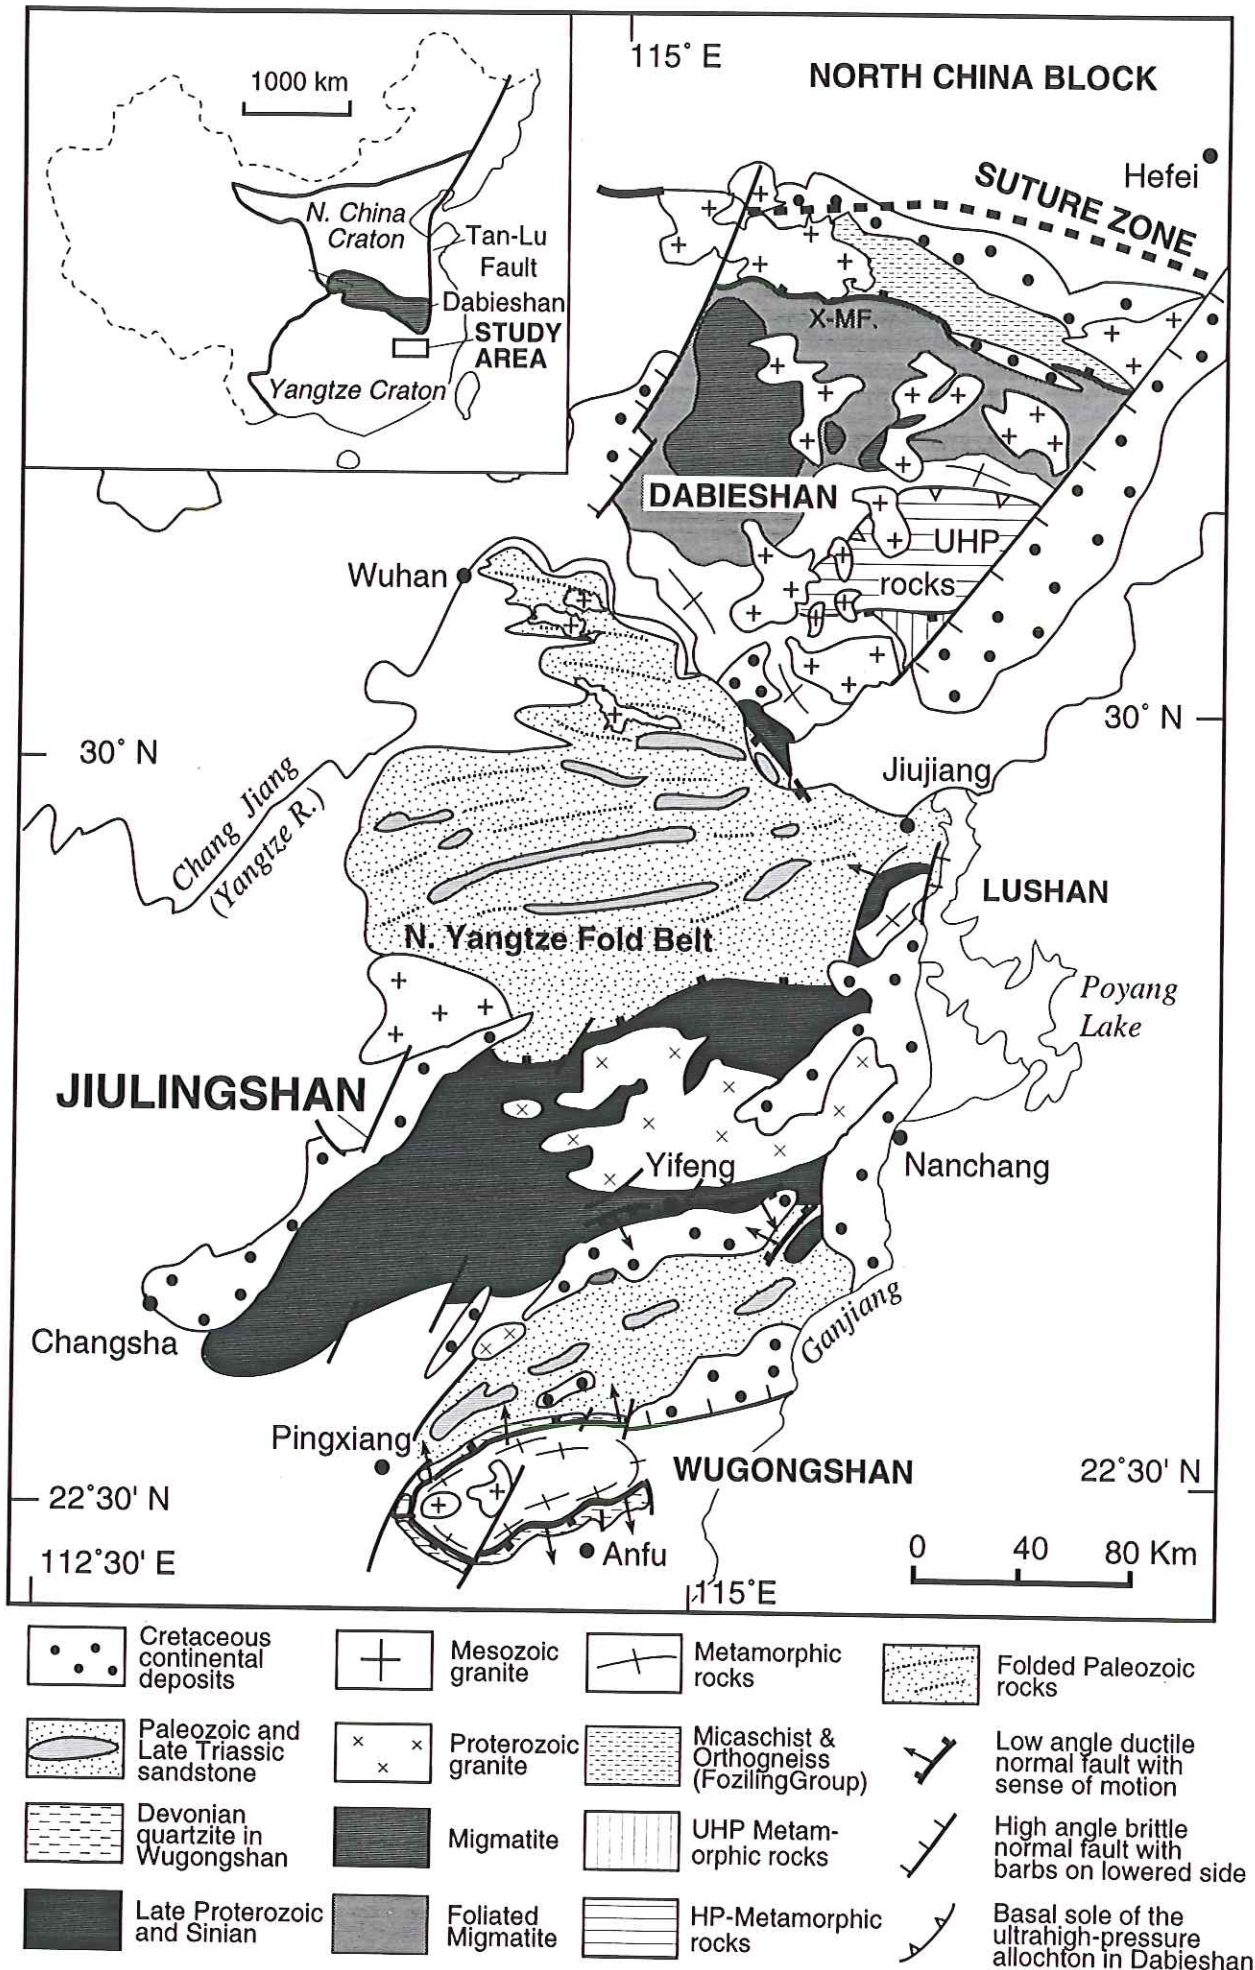 115° E
NORTH CHINA BLOCK
1000 km
Hefei
SUTURE ZONE
N. China
Craton
Tan-Lu
Fault
Dabieshan
STUDY
AREA
Yangtze Craton
X-MF.
DABIESHAN
UHP
rocks
Wuhan
30° N
30° N
Chang Jiang
(Yangtze R.)
Jiujiang
LUSHAN
N. Yangtze Fold Belt
Poyang
Lake
JIULINGSHAN
Yifeng
Nanchang
Changsha
Ganjiang
Pingxiang
WUGONGSHAN
22°30' N
22°30' N
Anfu
0 40 80 Km
112°30' E
115°E
Cretaceous
continental
deposits
Mesozoic
granite
Metamorphic
rocks
Folded Paleozoic
rocks
Paleozoic and
Late Triassic
sandstone
Proterozoic
granite
Micaschist &
Orthogneiss
(FozilingGroup)
Low angle ductile
normal fault with
sense of motion
Devonian
quartzite in
Wugongshan
Migmatite
UHP Metam-
orphic rocks
High angle brittle
normal fault with
barbs on lowered side
Late Proterozoic
and Sinian
Foliated
Migmatite
HP-Metamorphic
rocks
Basal sole of the
ultrahigh-pressure
allochton in Dabieshan